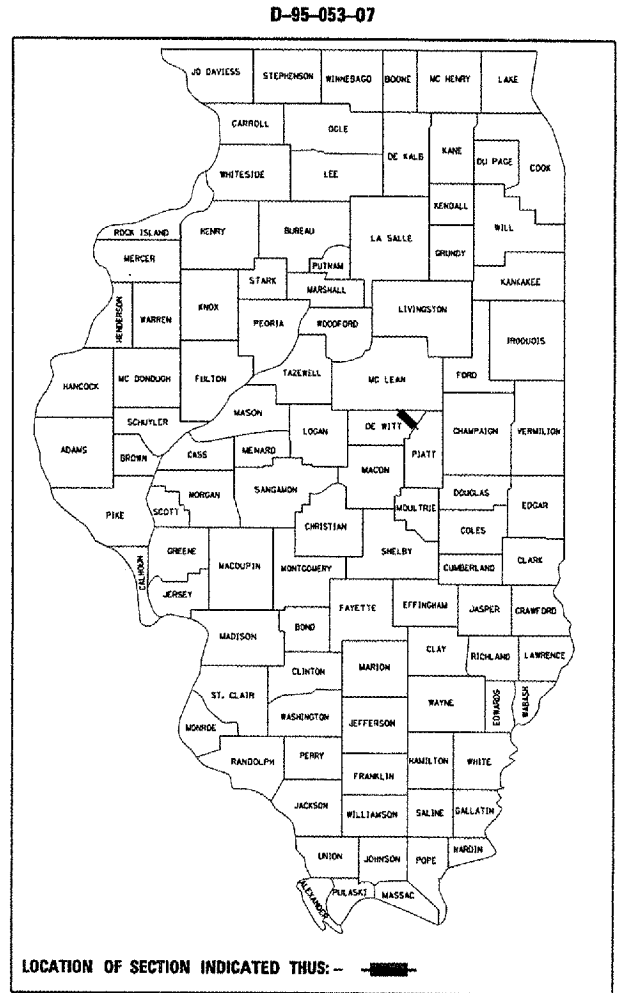 D-95-053-07
JO DAVIESS STEPHENSON WINNEBAGO BOONE MC HENRY LAKE
CARROLL OGLE
DE KALB KANE DU PAGE COOK
WHITESIDE LEE
KENDALL
ROCK ISLAND HENRY BUREAU LA SALLE WILL
MERCER PUTNAM GRUNDY
STARK MARSHALL KANKAKEE
HENDERSON WARREN KNOX PEORIA WOODFORD LIVINGSTON
IROQUOIS
HANCOCK MC DONOUGH FULTON TAZEWELL MC LEAN FORD
MASON
SCHUYLER LOGAN DE WITT CHAMPAIGN VERMILION
ADAMS BROWN CASS MENARD MACON PIATT
SANGAMON
PIKE SCOTT MORGAN MOULTRIE DOUGLAS EDGAR
CHRISTIAN COLES
GREENE SHELBY
CALHOUN MACOUPIN MONTGOMERY CUMBERLAND CLARK
JERSEY
FAYETTE EFFINGHAM JASPER CRAWFORD
MADISON BOND
CLAY
CLINTON MARION RICHLAND LAWRENCE
ST. CLAIR WAYNE EDWARDS WABASH
WASHINGTON JEFFERSON
MONROE
RANDOLPH PERRY HAMILTON WHITE
FRANKLIN
JACKSON WILLIAMSON SALINE GALLATIN
UNION JOHNSON POPE HARDIN
ALEXANDER PULASKI MASSAC
LOCATION OF SECTION INDICATED THUS: -